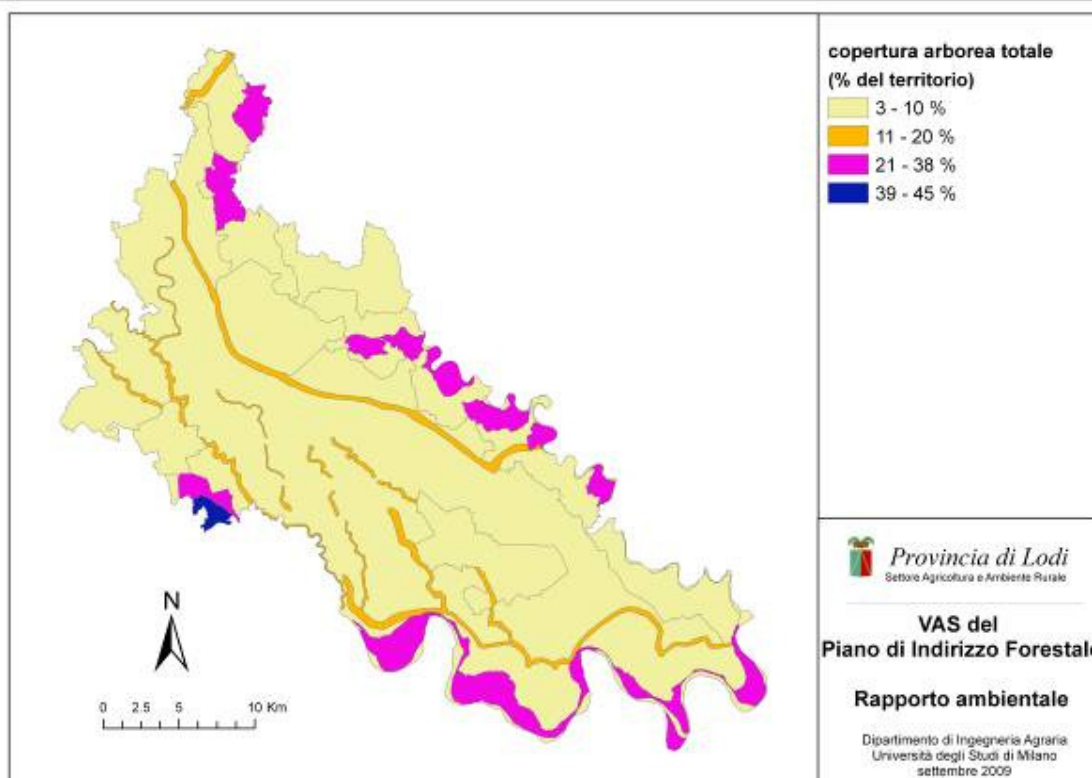 copertura arborea totale
(% del territorio)
3 - 10 %
11 - 20 %
21 - 38 %
39 - 45 %
N
0 2.5 5 10 Km
Provincia di Lodi
Settore Agricoltura e Ambiente Rurale
VAS del
Piano di Indirizzo Forestale
Rapporto ambientale
Dipartimento di Ingegneria Agraria
Università degli Studi di Milano
settembre 2009